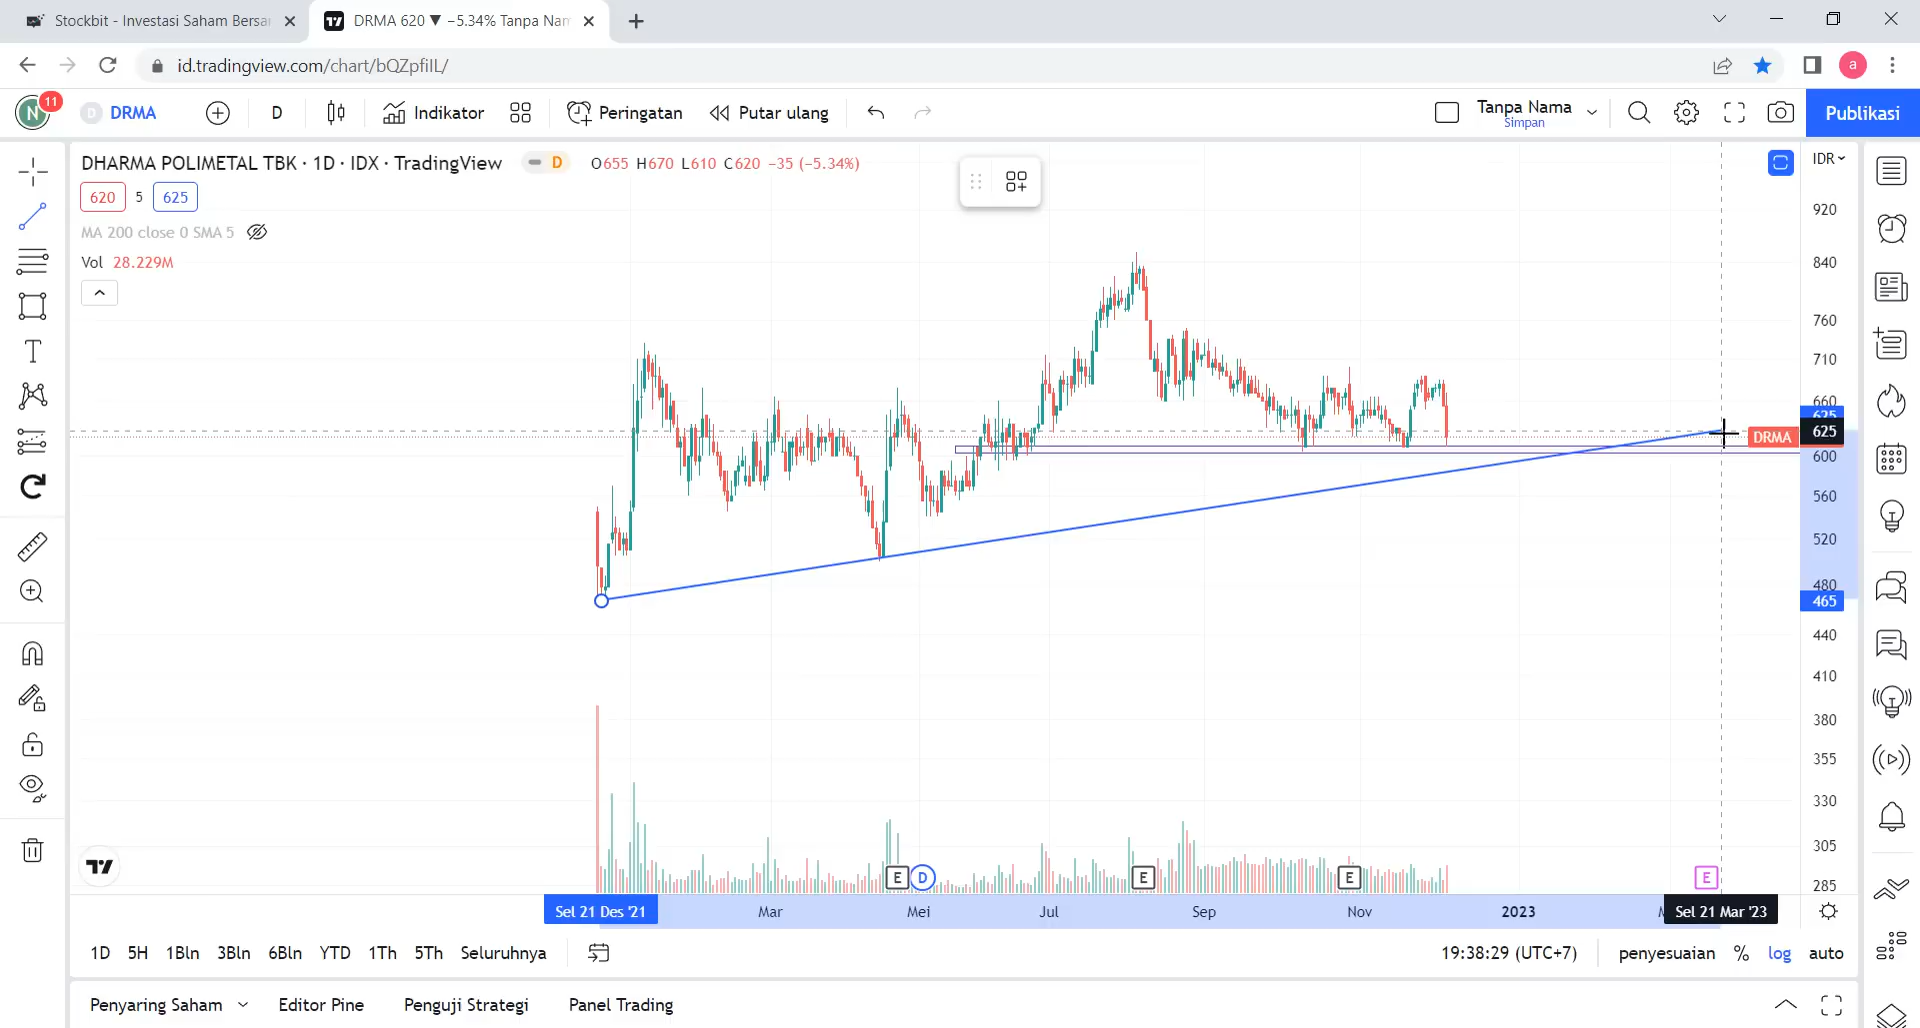 Stockbit - Investasi Saham Bersa
DRMA 620 ▼ −5.34% Tanpa Nam
id.tradingview.com/chart/bQZpfiIL/
N 11
D DRMA
D
Indikator
Peringatan
Putar ulang
Tanpa Nama
Simpan
Publikasi
a
DHARMA POLIMETAL TBK · 1D · IDX · TradingView
D
O655 H670 L610 C620 −35 (−5.34%)
IDR
620 5 625
MA 200 close 0 SMA 5
Vol 28.229M
920
840
760
710
660
625
625
DRMA
600
560
520
480
465
440
410
380
355
330
305
285
E D E E E
Sel 21 Des '21 Mar Mei Jul Sep Nov 2023 Sel 21 Mar '23
1D 5H 1Bln 3Bln 6Bln YTD 1Th 5Th Seluruhnya
19:38:29 (UTC+7) penyesuaian % log auto
Penyaring Saham Editor Pine Penguji Strategi Panel Trading